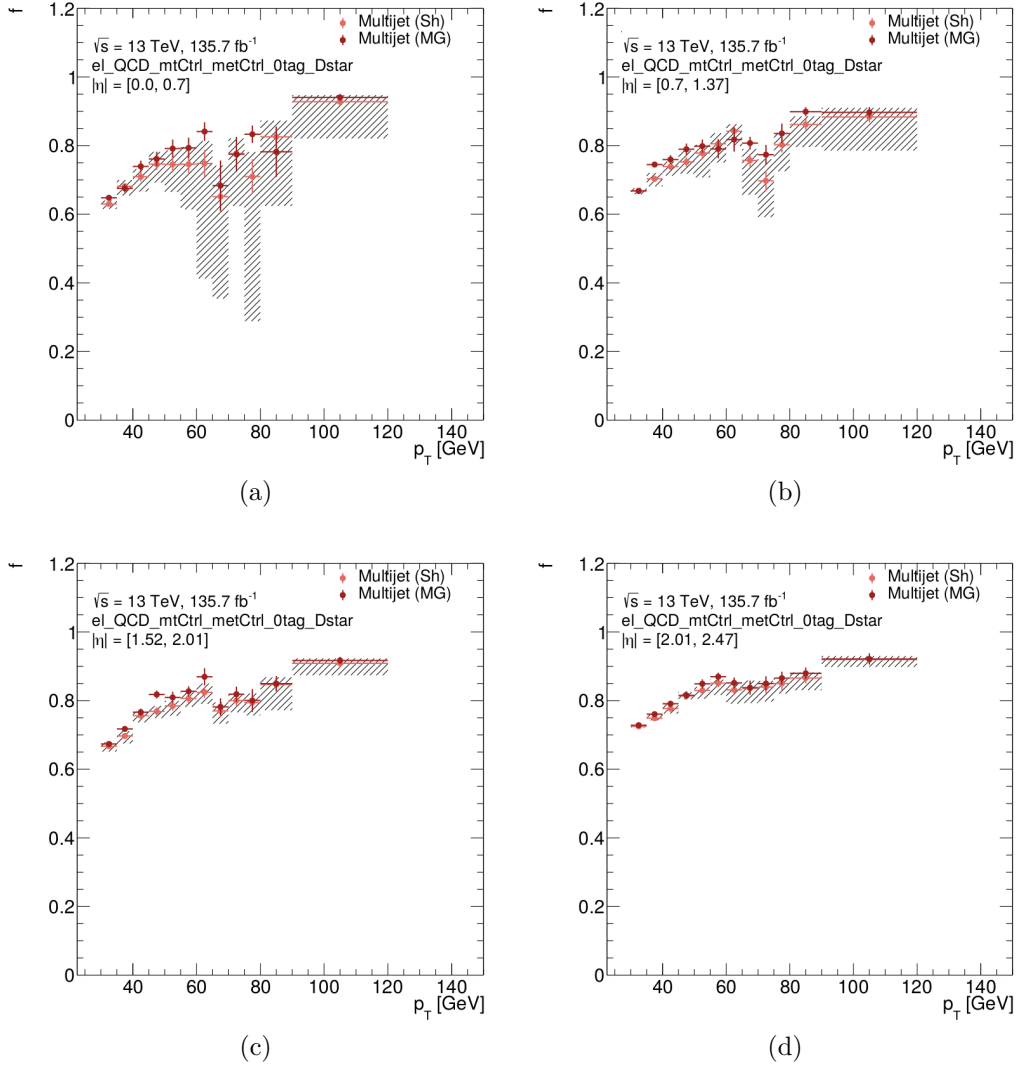 f
1.2
1
0.8
0.6
0.4
0.2
0
Multijet (Sh)
Multijet (MG)
√s = 13 TeV, 135.7 fb⁻¹
el_QCD_mtCtrl_metCtrl_0tag_Dstar
|η| = [0.0, 0.7]
40 60 80 100 120 140
p_T [GeV]
(a)
f
1.2
1
0.8
0.6
0.4
0.2
0
Multijet (Sh)
Multijet (MG)
√s = 13 TeV, 135.7 fb⁻¹
el_QCD_mtCtrl_metCtrl_0tag_Dstar
|η| = [0.7, 1.37]
40 60 80 100 120 140
p_T [GeV]
(b)
f
1.2
1
0.8
0.6
0.4
0.2
0
Multijet (Sh)
Multijet (MG)
√s = 13 TeV, 135.7 fb⁻¹
el_QCD_mtCtrl_metCtrl_0tag_Dstar
|η| = [1.52, 2.01]
40 60 80 100 120 140
p_T [GeV]
(c)
f
1.2
1
0.8
0.6
0.4
0.2
0
Multijet (Sh)
Multijet (MG)
√s = 13 TeV, 135.7 fb⁻¹
el_QCD_mtCtrl_metCtrl_0tag_Dstar
|η| = [2.01, 2.47]
40 60 80 100 120 140
p_T [GeV]
(d)